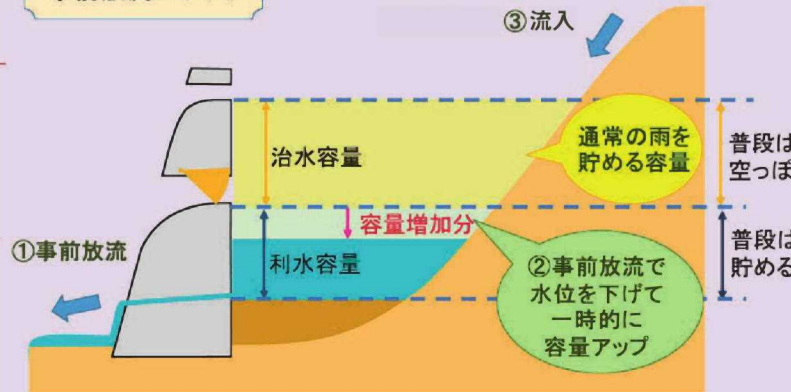 ③流入
治水容量
通常の雨を
貯める容量
普段は
空っぽ
容量増加分
①事前放流
利水容量
②事前放流で
水位を下げて
一時的に
容量アップ
普段は
貯める